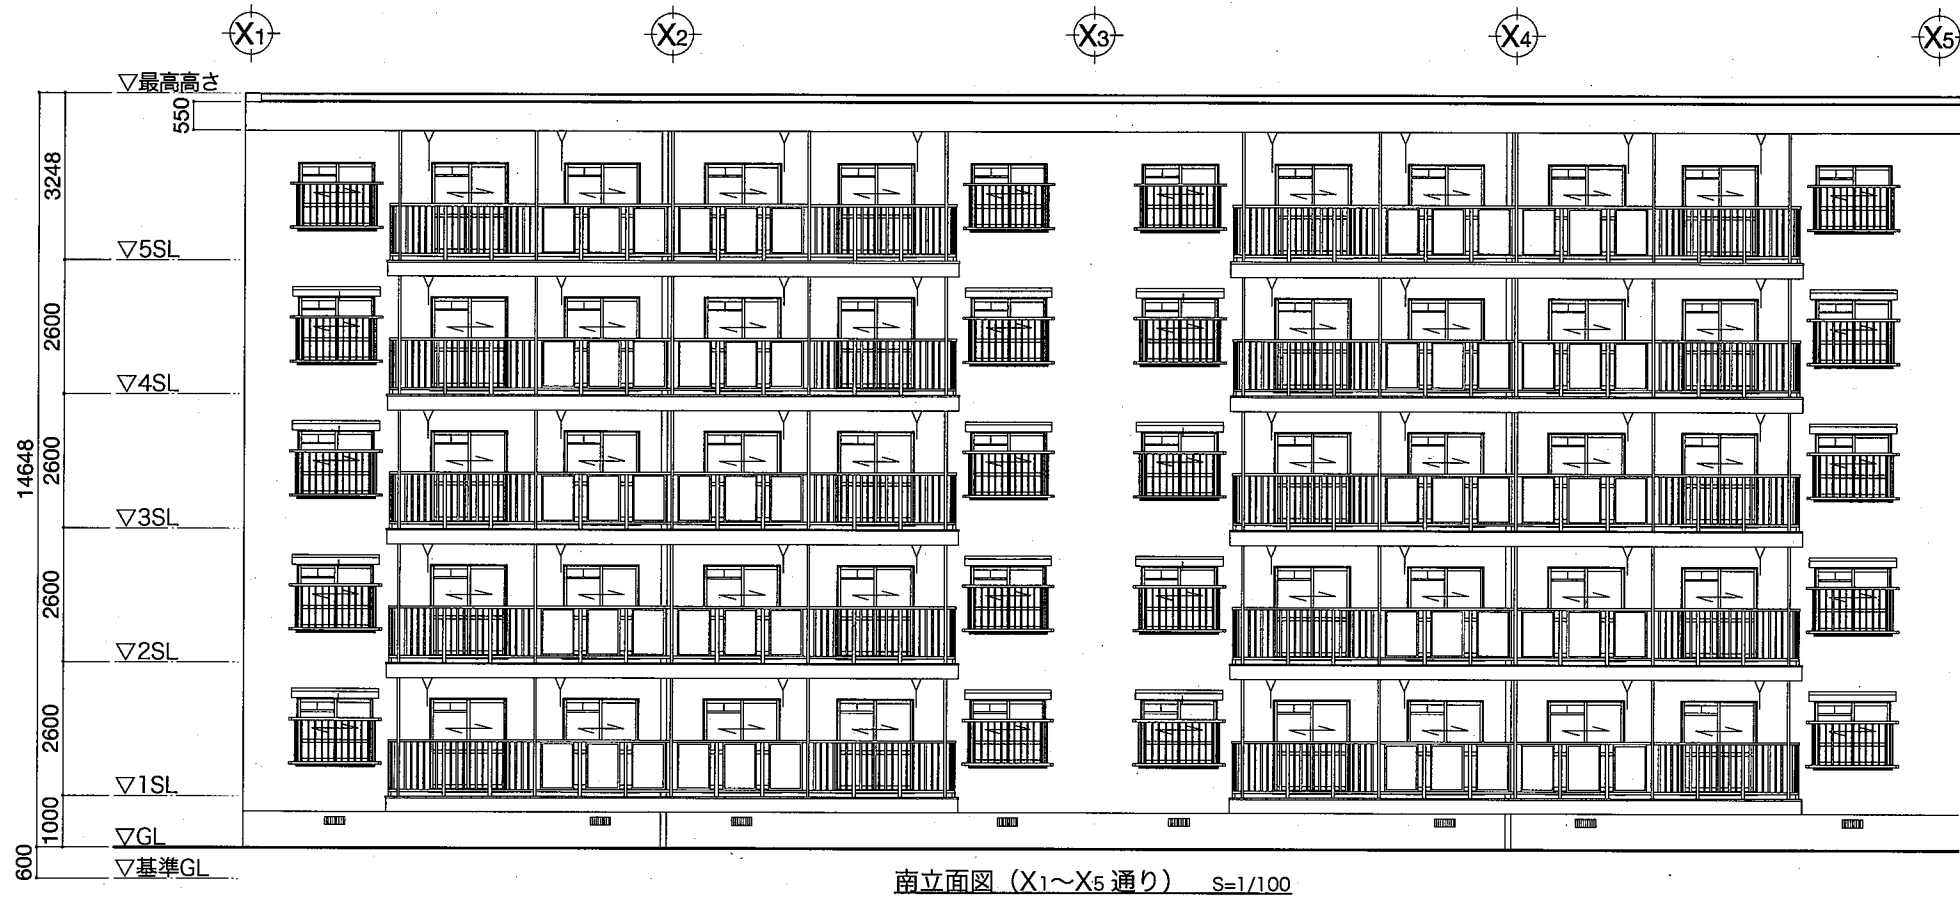 X1 X2 X3 X4 X5
▽最高高さ
550
3248
▽5SL
2600
▽4SL
2600
14648
▽3SL
2600
▽2SL
2600
▽1SL
1000
▽GL
600
▽基準GL
南立面図（X1～X5 通り） S=1/100